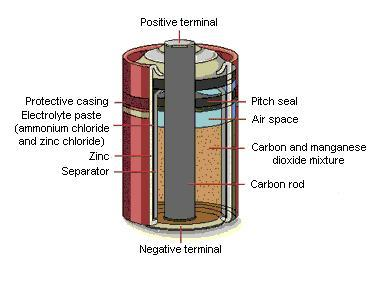 Positive terminal
Protective casing
Electrolyte paste
(ammonium chloride
and zinc chloride)
Zinc
Separator
Pitch seal
Air space
Carbon and manganese
dioxide mixture
Carbon rod
Negative terminal